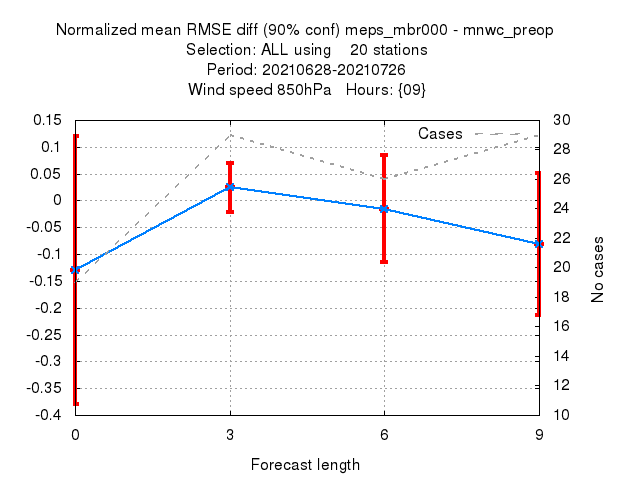 Normalized mean RMSE diff (90% conf) meps_mbr000 - mnwc_preop
Selection: ALL using 20 stations
Period: 20210628-20210726
Wind speed 850hPa Hours: {09}
0.15
0.1
0.05
0
-0.05
-0.1
-0.15
-0.2
-0.25
-0.3
-0.35
-0.4
Cases
30
28
26
24
22
20
18
16
14
12
10
No cases
0 3 6 9
Forecast length